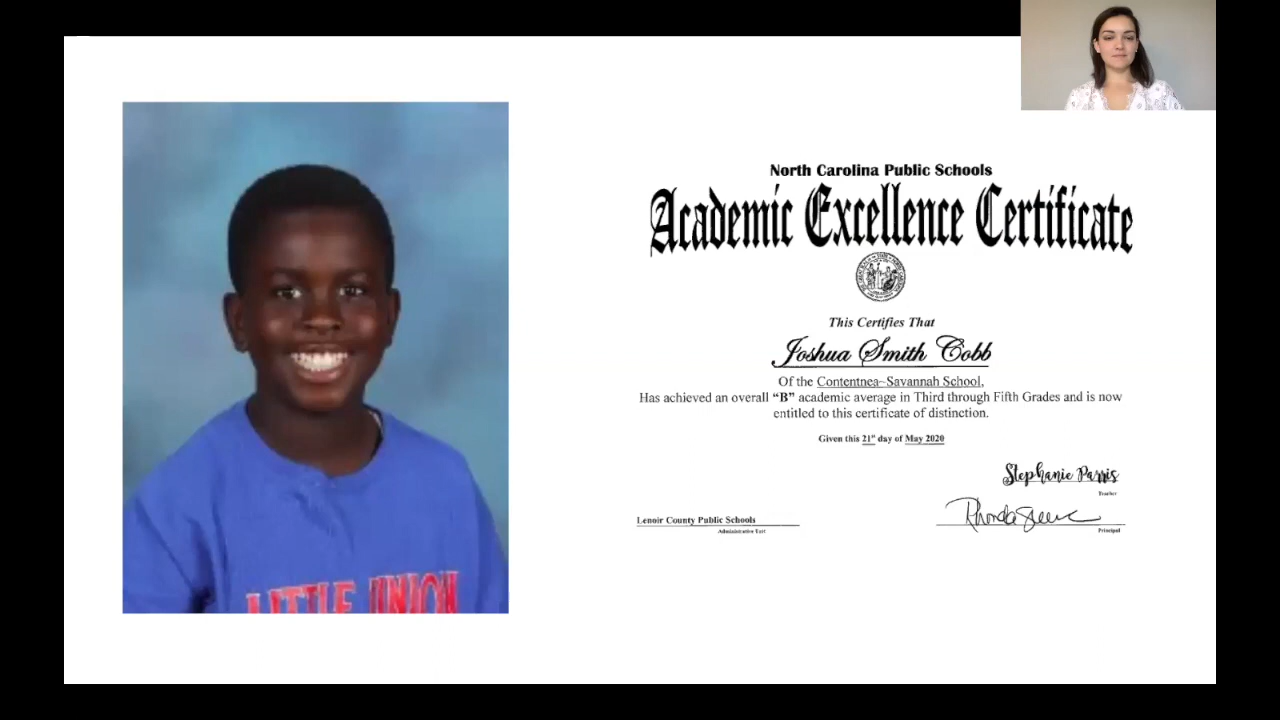 North Carolina Public Schools
Academic Excellence Certificate
This Certifies That
Joshua Smith Cobb
Of the Contentnea~Savannah School,
Has achieved an overall “B” academic average in Third through Fifth Grades and is now
entitled to this certificate of distinction.
Given this 21st day of May 2020
Stephanie Parris
Teacher
Lenoir County Public Schools
Administrative Unit
Principal
LITTLE UNION